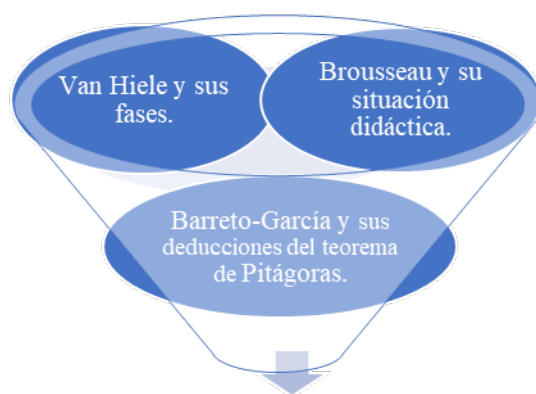 Van Hiele y sus
fases.
Brousseau y su
situación
didáctica.
Barreto-García y sus
deducciones del teorema
de Pitágoras.